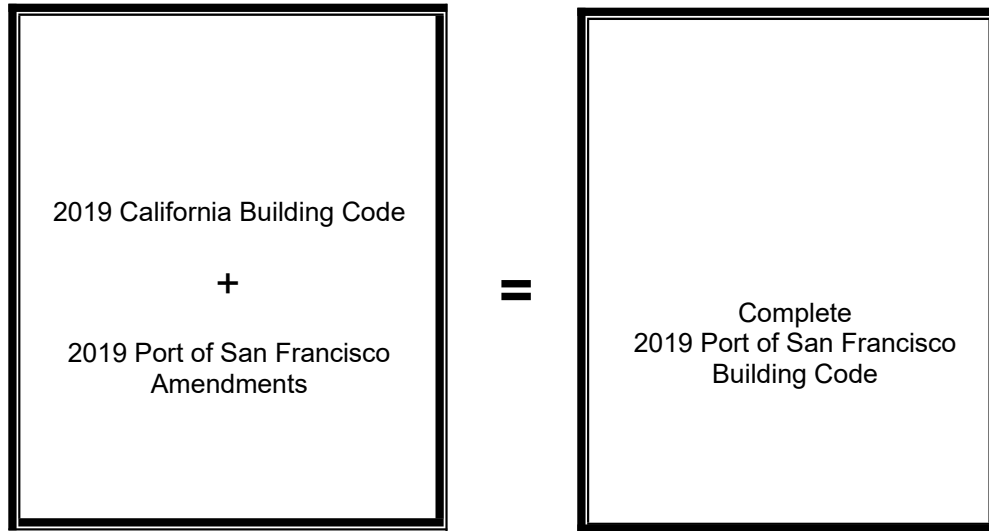 2019 California Building Code
+
2019 Port of San Francisco
Amendments
=
Complete
2019 Port of San Francisco
Building Code